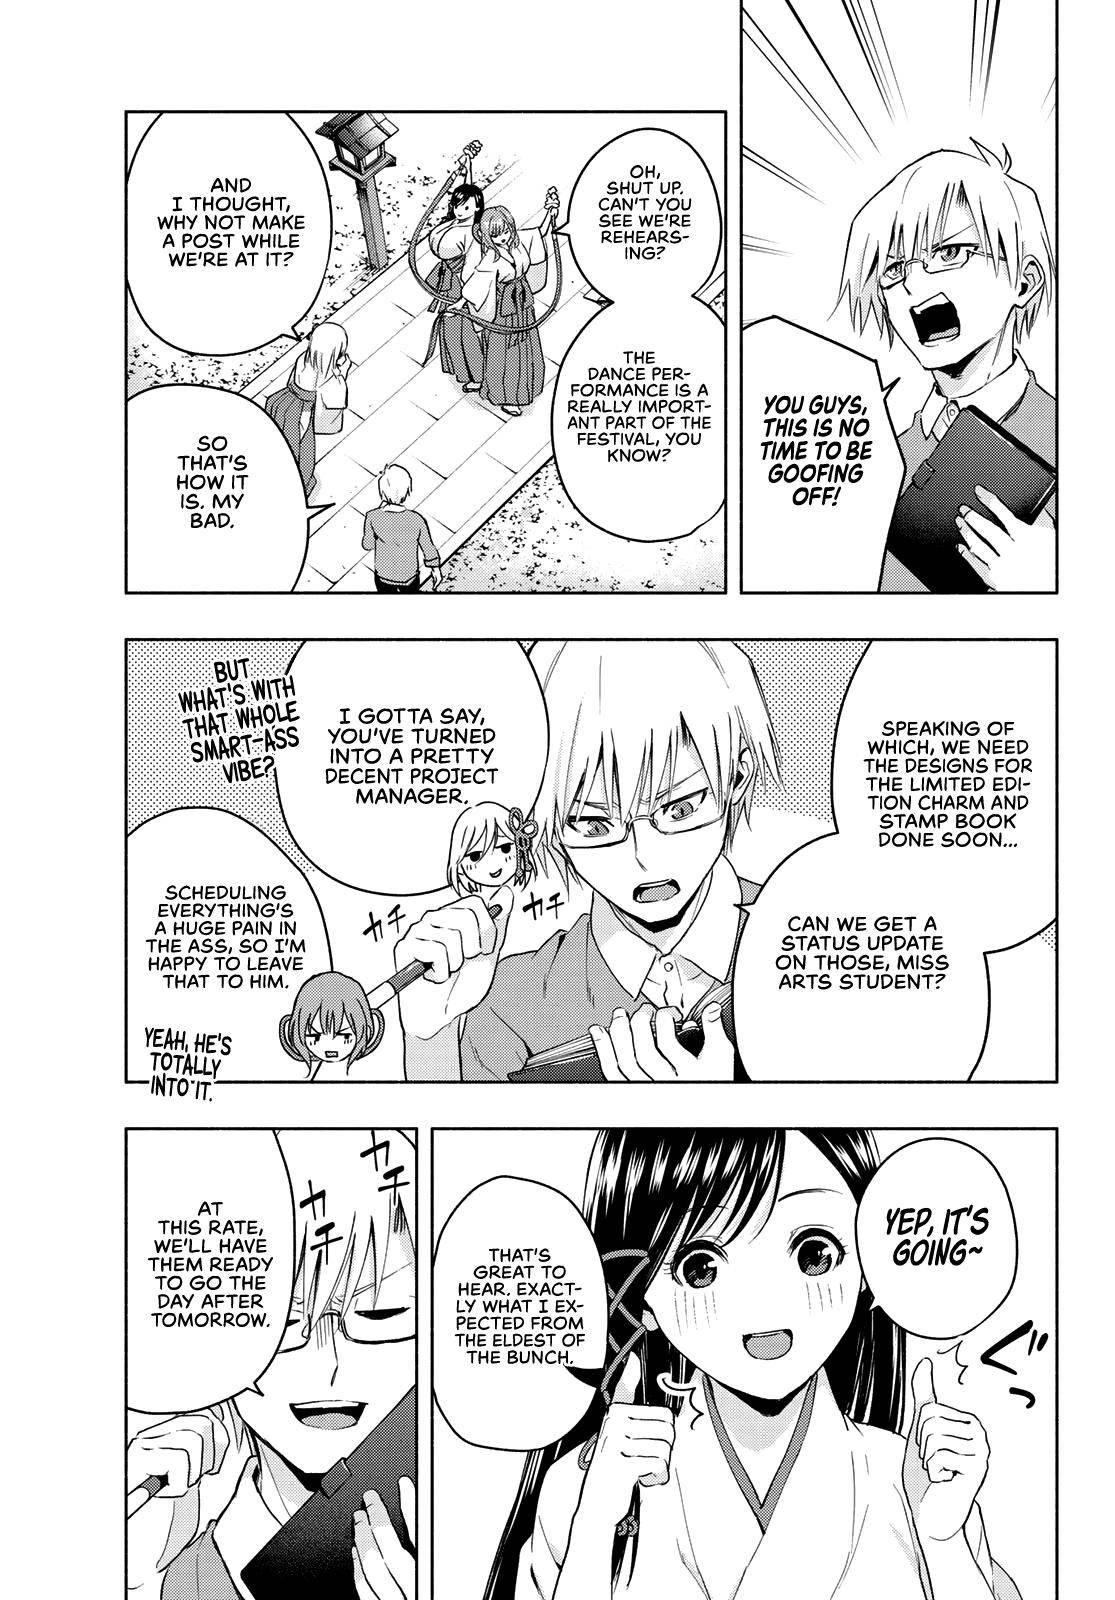 YOU GUYS,
THIS IS NO
TIME TO BE
GOOFING
OFF!
OH,
SHUT UP.
CAN'T YOU
SEE WE'RE
REHEARS-
ING?
THE
DANCE PER-
FORMANCE IS A
REALLY IMPORT-
ANT PART OF THE
FESTIVAL, YOU
KNOW?
AND
I THOUGHT,
WHY NOT MAKE
A POST WHILE
WE'RE AT IT?
SO
THAT'S
HOW IT
IS. MY
BAD.
SPEAKING OF
WHICH, WE NEED
THE DESIGNS FOR
THE LIMITED EDI-
TION CHARM AND
STAMP BOOK
DONE SOON...
CAN WE GET A
STATUS UPDATE
ON THOSE, MISS
ARTS STUDENT?
I GOTTA SAY,
YOU'VE TURNED
INTO A PRETTY
DECENT PROJECT
MANAGER.
BUT
WHAT'S WITH
THAT WHOLE
SMART-ASS
VIBE?
カチ
カチ
SCHEDULING
EVERYTHING'S
A HUGE PAIN IN
THE ASS, SO I'M
HAPPY TO LEAVE
THAT TO HIM.
YEAH, HE'S
TOTALLY
INTO IT.
YEP, IT'S
GOING~
ぐっ
THAT'S
GREAT TO
HEAR. EXACT-
LY WHAT I EX-
PECTED FROM
THE ELDEST OF
THE BUNCH.
カチ
カチ
AT
THIS RATE,
WE'LL HAVE
THEM READY
TO GO THE
DAY AFTER
TOMORROW.